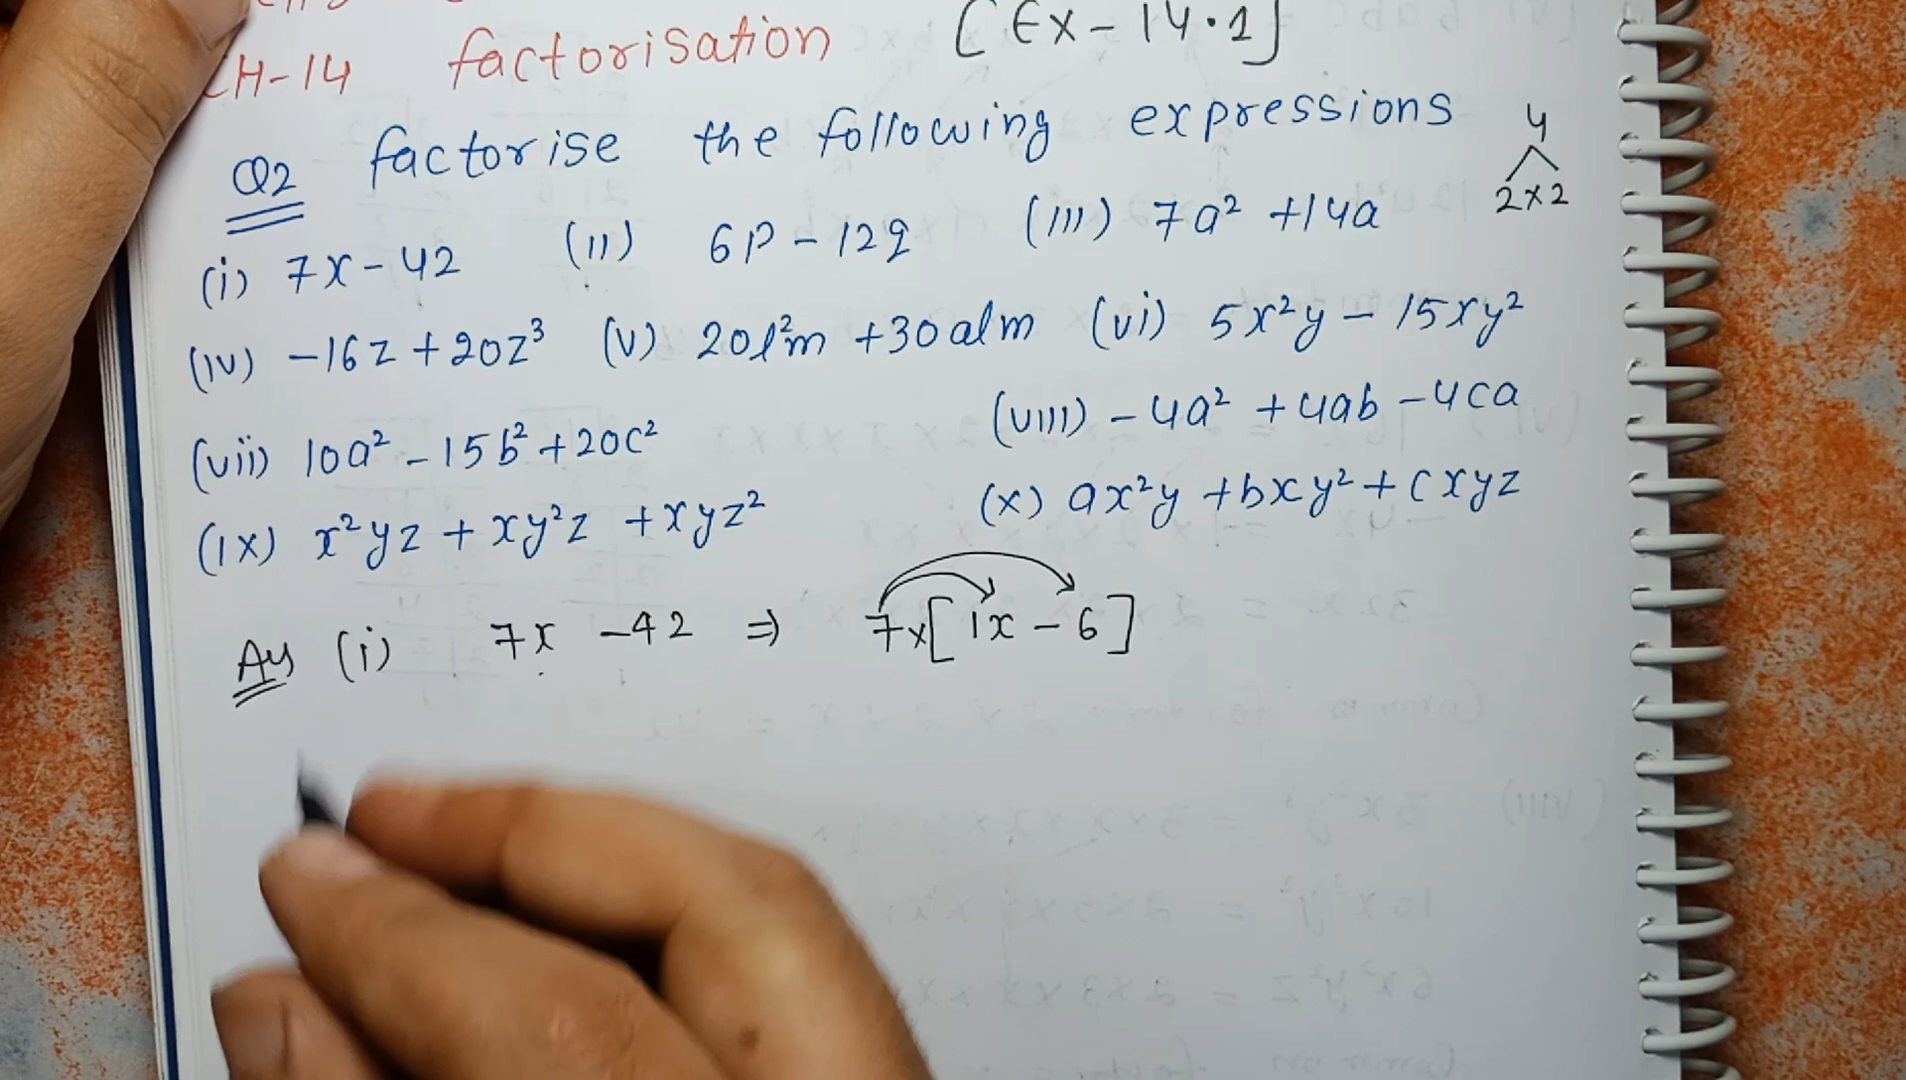 CH-14 factorisation [Ex-14.1]
Q2 factorise the following expressions
4
2×2
(i) 7x-42 (ii) 6p-12q (iii) 7a² +14a
(iv) -16z+20z³ (v) 20l²m +30alm (vi) 5x²y - 15xy²
(vii) 10a² - 15b²+20c² (viii) -4a² +4ab -4ca
(ix) x²yz + xy²z +xyz² (x) ax²y +bxy²+cxyz
(i) 7x -42 ⇒ 7×[1x-6]